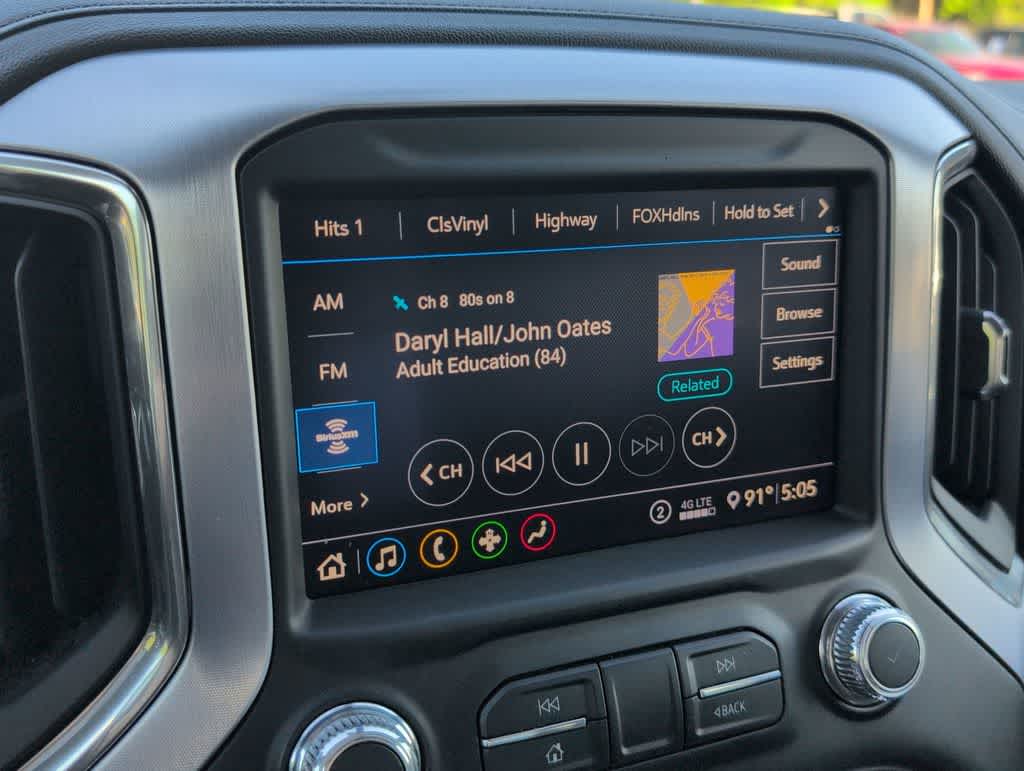 Hits 1 ClsVinyl Highway FOXHdlns Hold to Set
AM
FM
SiriusXM
More
Ch 8 80s on 8
Daryl Hall/John Oates
Adult Education (84)
Related
Sound
Browse
Settings
CH
CH
2 4G LTE 91° 5:05
BACK